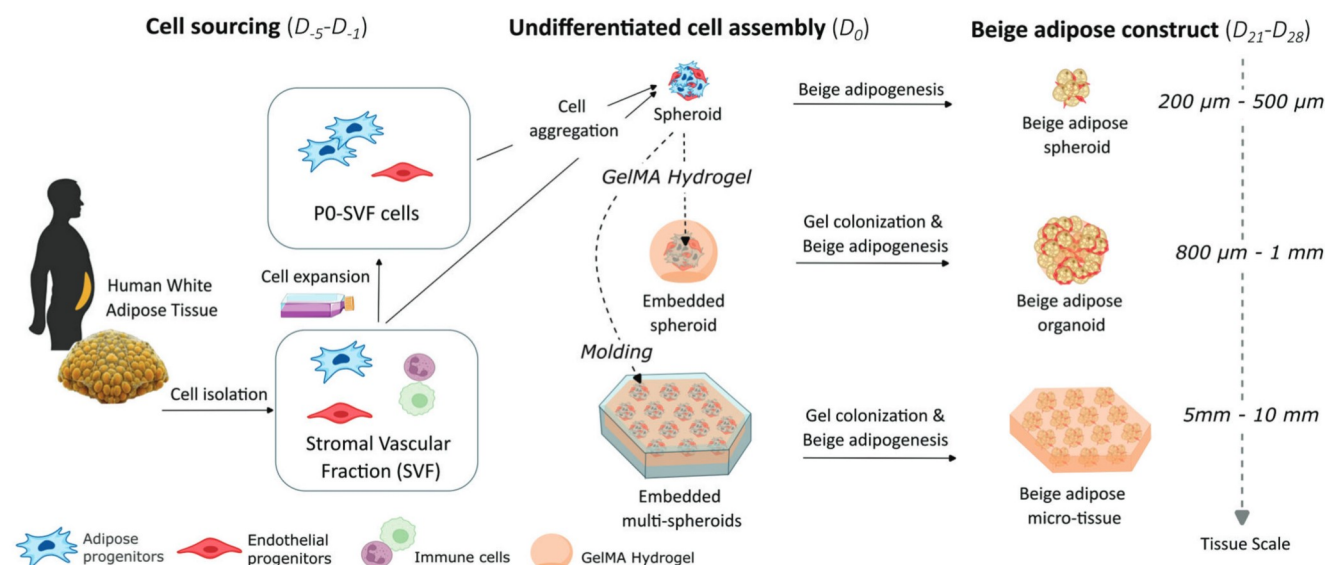 Cell sourcing (D-5-D-1)
Undifferentiated cell assembly (D0)
Beige adipose construct (D21-D28)
Cell
aggregation
Spheroid
Beige adipogenesis
Beige adipose
spheroid
200 µm - 500 µm
P0-SVF cells
GelMA Hydrogel
Cell expansion
Human White
Adipose Tissue
Embedded
spheroid
Gel colonization &
Beige adipogenesis
Beige adipose
organoid
800 µm - 1 mm
Cell isolation
Stromal Vascular
Fraction (SVF)
Molding
Embedded
multi-spheroids
Gel colonization &
Beige adipogenesis
Beige adipose
micro-tissue
5mm - 10 mm
Tissue Scale
Adipose
progenitors
Endothelial
progenitors
Immune cells
GelMA Hydrogel